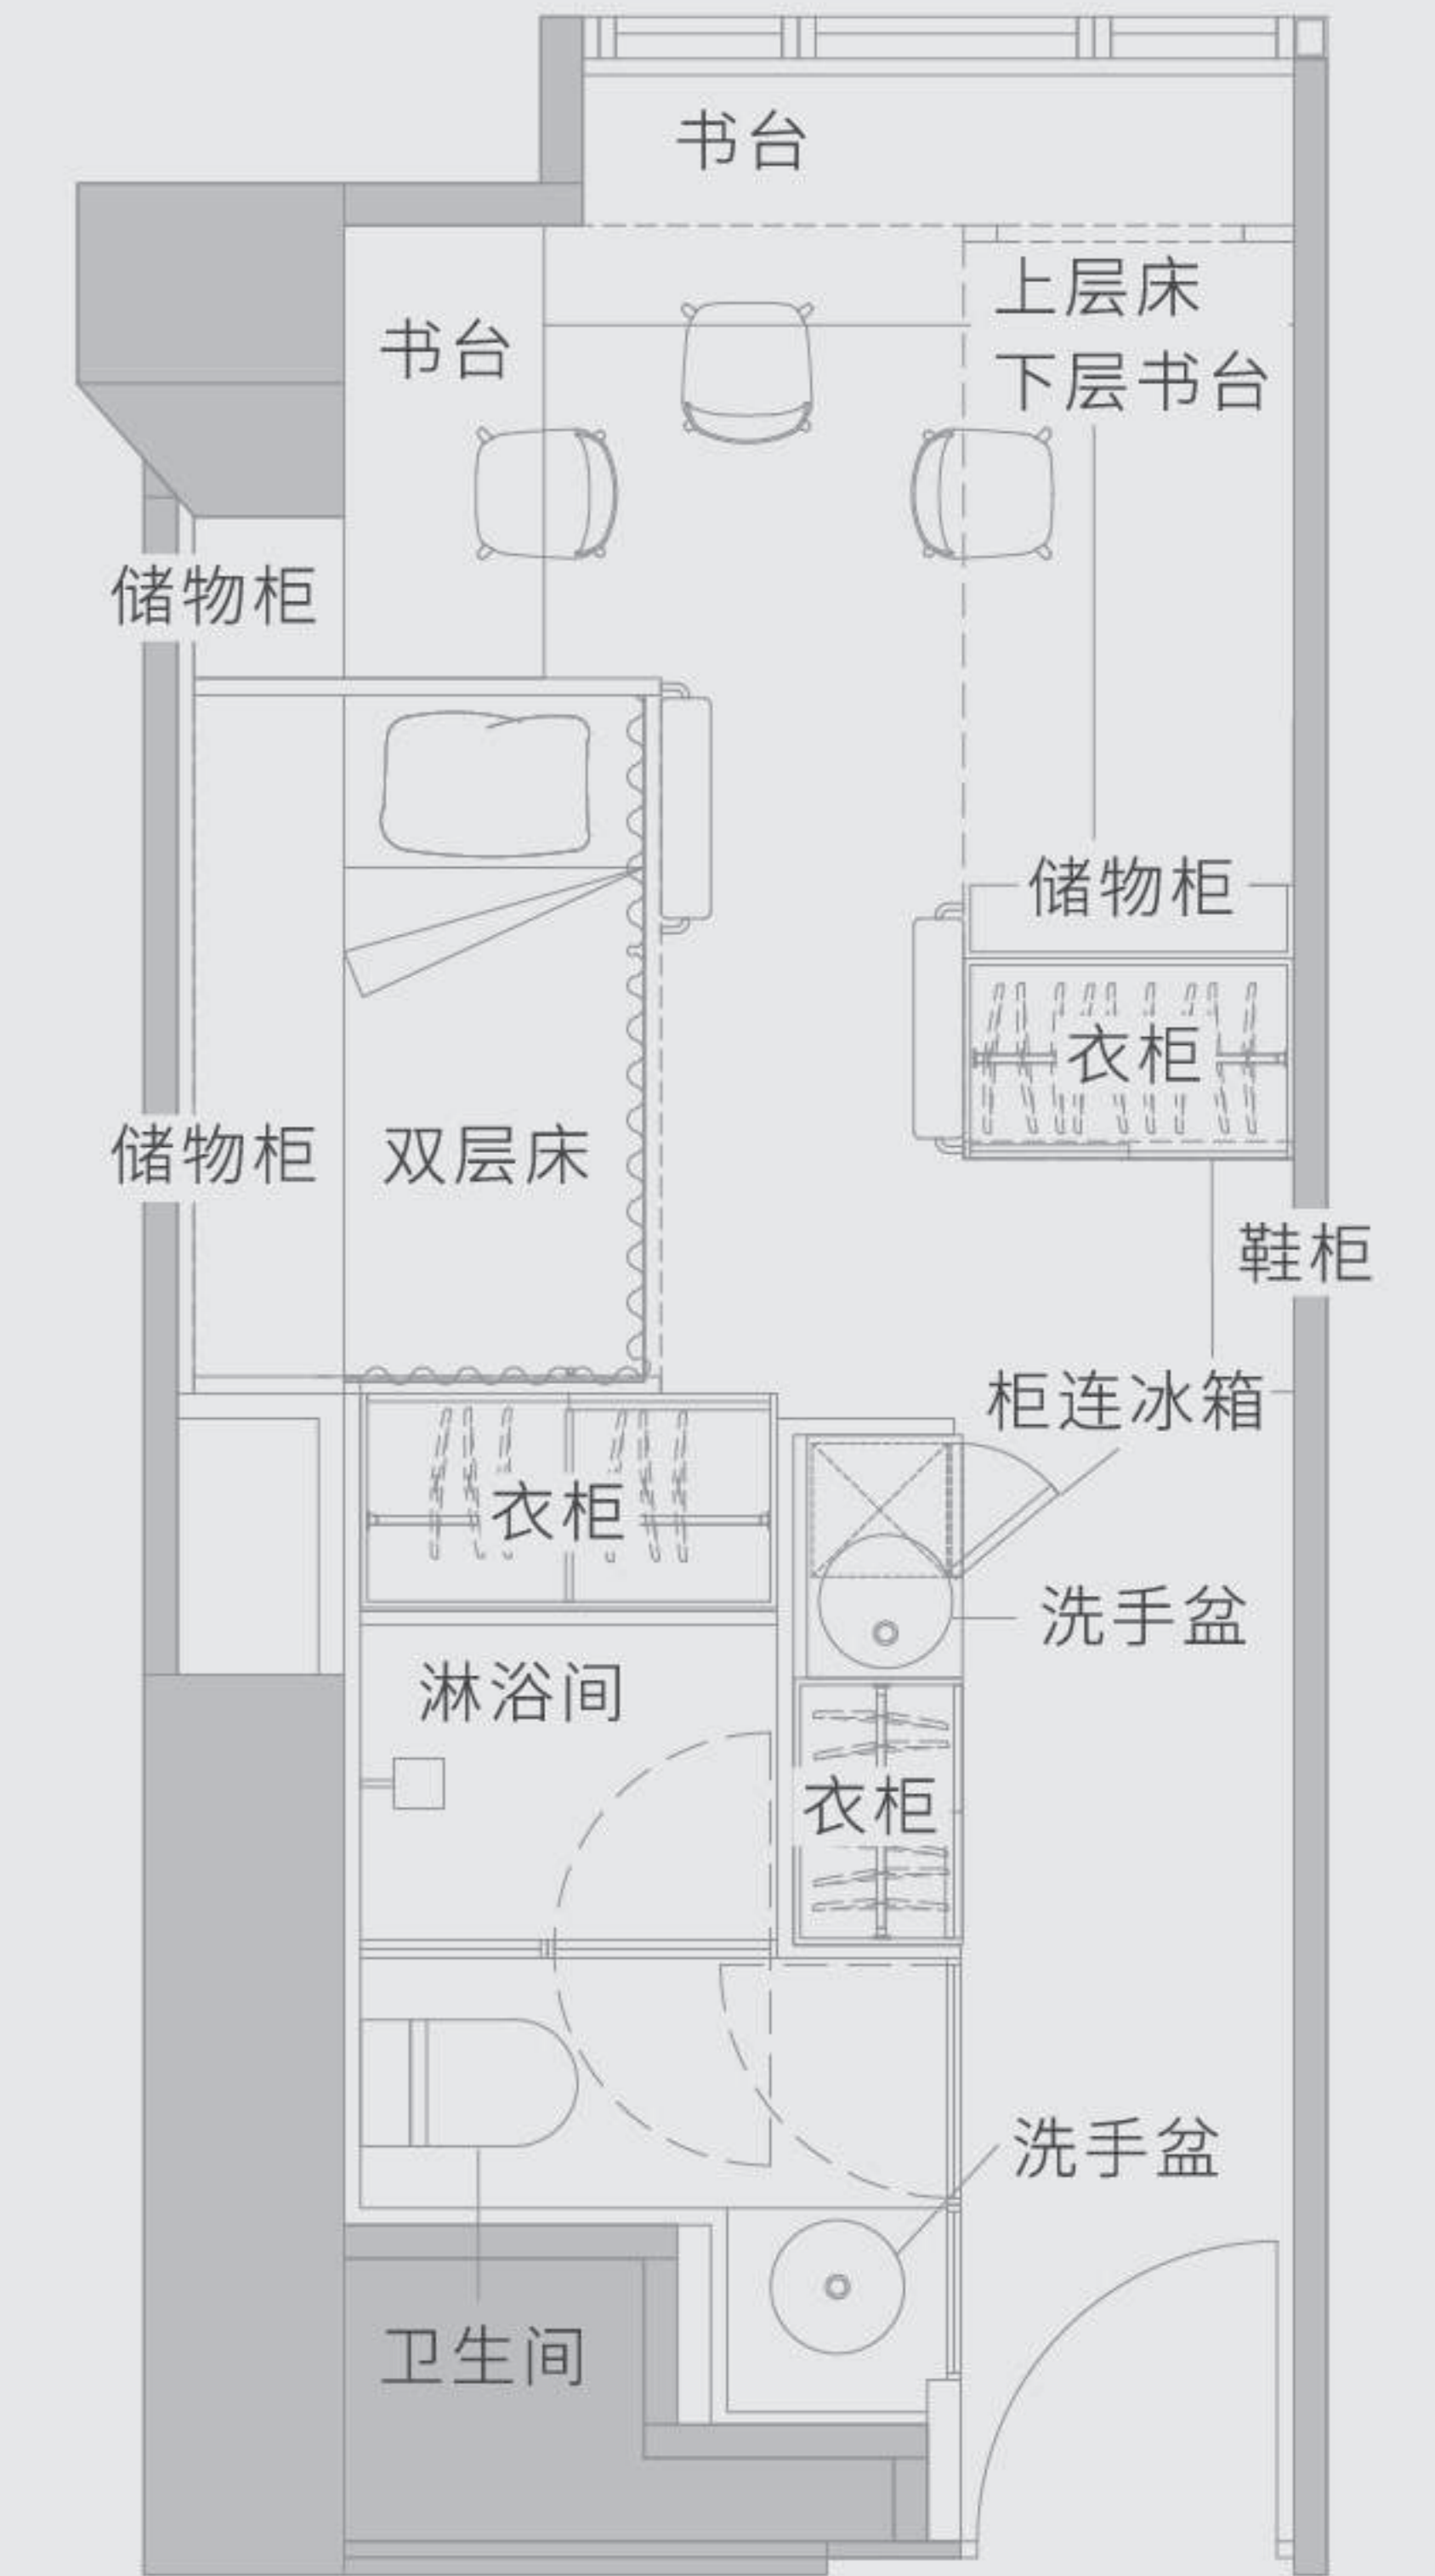 书台
上层床
下层书台
书台
储物柜
储物柜
衣柜
储物柜
双层床
鞋柜
柜连冰箱
衣柜
洗手盆
淋浴间
衣柜
洗手盆
卫生间